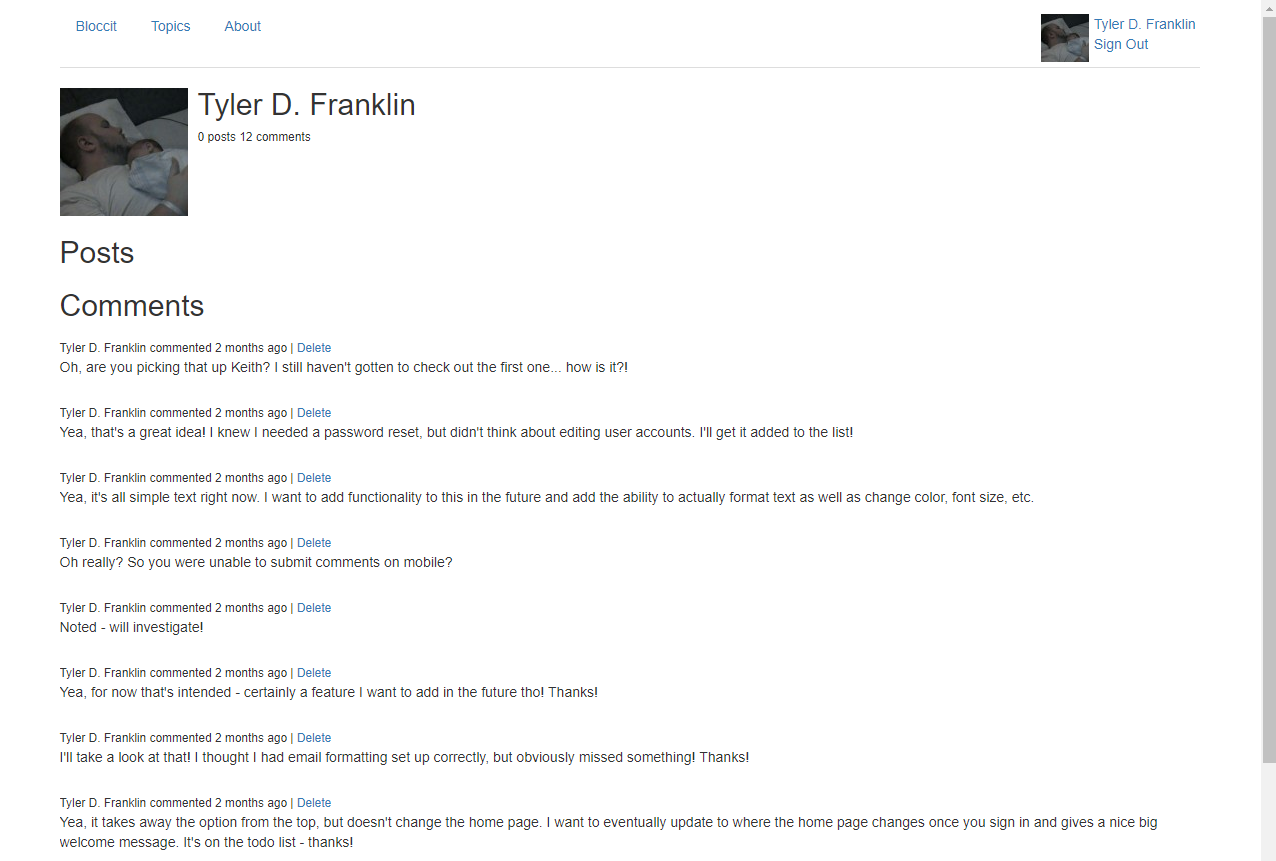 Bloccit Topics About
Tyler D. Franklin
Sign Out
Tyler D. Franklin
0 posts 12 comments
Posts
Comments
Tyler D. Franklin commented 2 months ago | Delete
Oh, are you picking that up Keith? I still haven't gotten to check out the first one... how is it?!
Tyler D. Franklin commented 2 months ago | Delete
Yea, that's a great idea! I knew I needed a password reset, but didn't think about editing user accounts. I'll get it added to the list!
Tyler D. Franklin commented 2 months ago | Delete
Yea, it's all simple text right now. I want to add functionality to this in the future and add the ability to actually format text as well as change color, font size, etc.
Tyler D. Franklin commented 2 months ago | Delete
Oh really? So you were unable to submit comments on mobile?
Tyler D. Franklin commented 2 months ago | Delete
Noted - will investigate!
Tyler D. Franklin commented 2 months ago | Delete
Yea, for now that's intended - certainly a feature I want to add in the future tho! Thanks!
Tyler D. Franklin commented 2 months ago | Delete
I'll take a look at that! I thought I had email formatting set up correctly, but obviously missed something! Thanks!
Tyler D. Franklin commented 2 months ago | Delete
Yea, it takes away the option from the top, but doesn't change the home page. I want to eventually update to where the home page changes once you sign in and gives a nice big
welcome message. It's on the todo list - thanks!